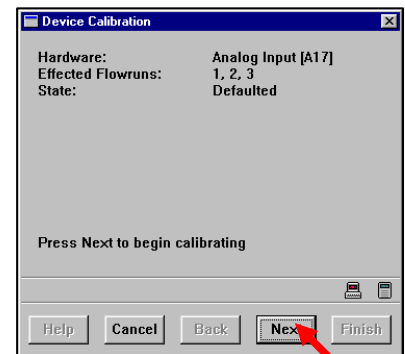 Device Calibration
Hardware: Analog Input [A17]
Effected Flowruns: 1, 2, 3
State: Defaulted
Press Next to begin calibrating
Help Cancel Back Next Finish